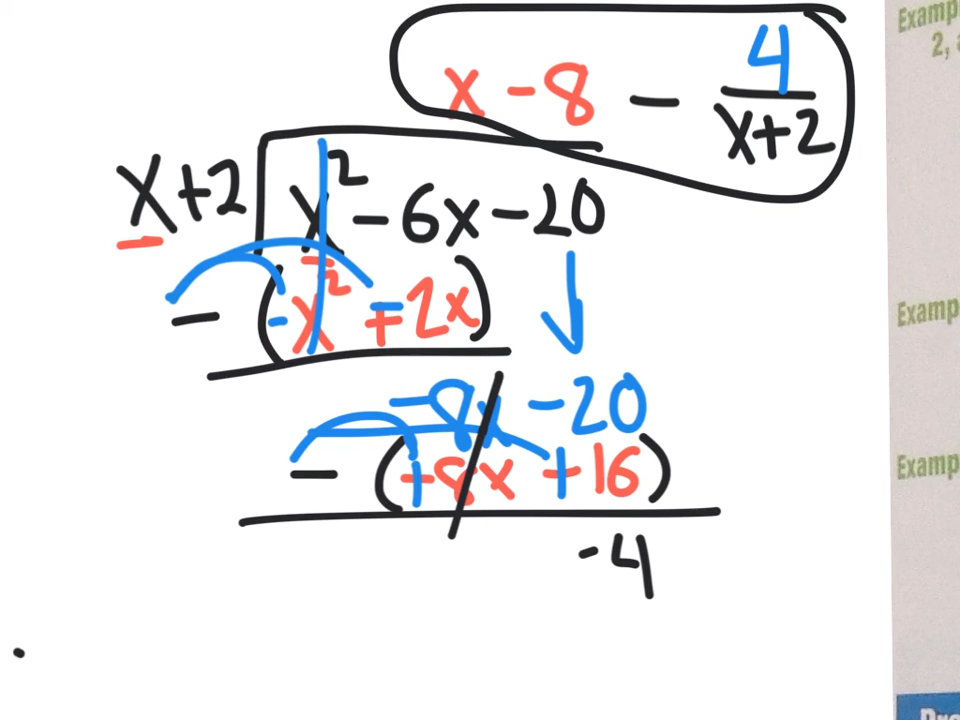 x - 8 - 4/(x+2)
x+2 x² - 6x - 20
- (-x² + 2x)
-8x - 20
- (+8x + 16)
-4
Examp
2,
Examp
Examp